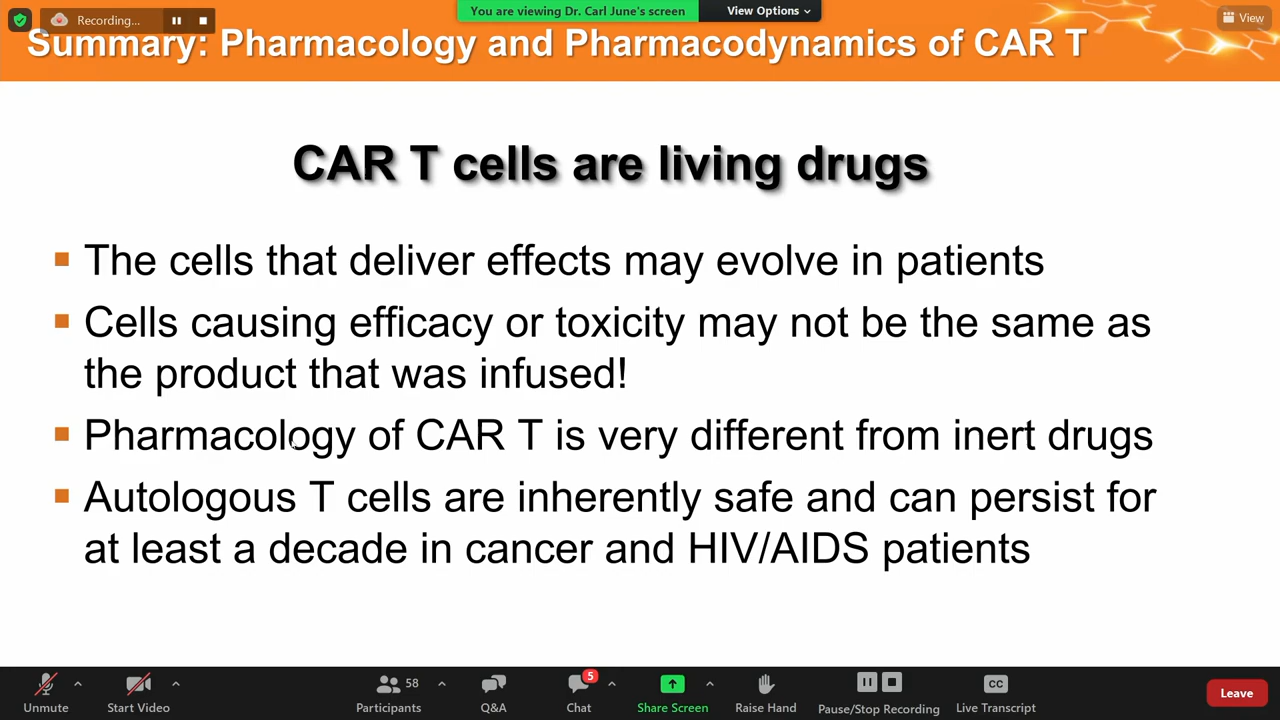 Recording...
You are viewing Dr. Carl June's screen
View Options
View
Summary: Pharmacology and Pharmacodynamics of CAR T
CAR T cells are living drugs
The cells that deliver effects may evolve in patients
Cells causing efficacy or toxicity may not be the same as
the product that was infused!
Pharmacology of CAR T is very different from inert drugs
Autologous T cells are inherently safe and can persist for
at least a decade in cancer and HIV/AIDS patients
Unmute
Start Video
Participants
58
Q&A
Chat
5
Share Screen
Raise Hand
Pause/Stop Recording
CC
Live Transcript
Leave